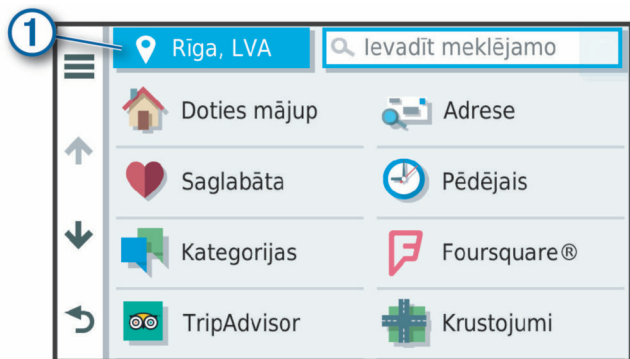 1
Rīga, LVA
Ievadīt meklējamo
Doties mājup
Adrese
Saglabāta
Pēdējais
Kategorijas
Foursquare®
TripAdvisor
Krustojumi